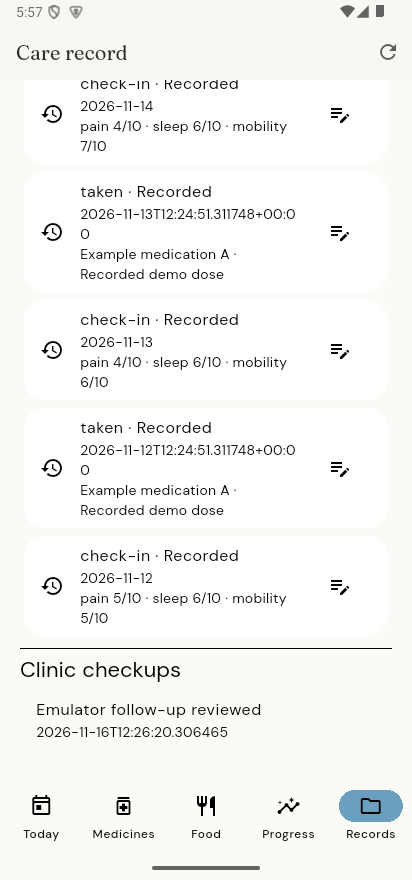 5:57
Care record
check-in · Recorded
2026-11-14
pain 4/10 · sleep 6/10 · mobility
7/10
taken · Recorded
2026-11-13T12:24:51.311748+00:0
0
Example medication A ·
Recorded demo dose
check-in · Recorded
2026-11-13
pain 4/10 · sleep 6/10 · mobility
6/10
taken · Recorded
2026-11-12T12:24:51.311748+00:0
0
Example medication A ·
Recorded demo dose
check-in · Recorded
2026-11-12
pain 5/10 · sleep 6/10 · mobility
5/10
Clinic checkups
Emulator follow-up reviewed
2026-11-16T12:26:20.306465
Today Medicines Food Progress Records